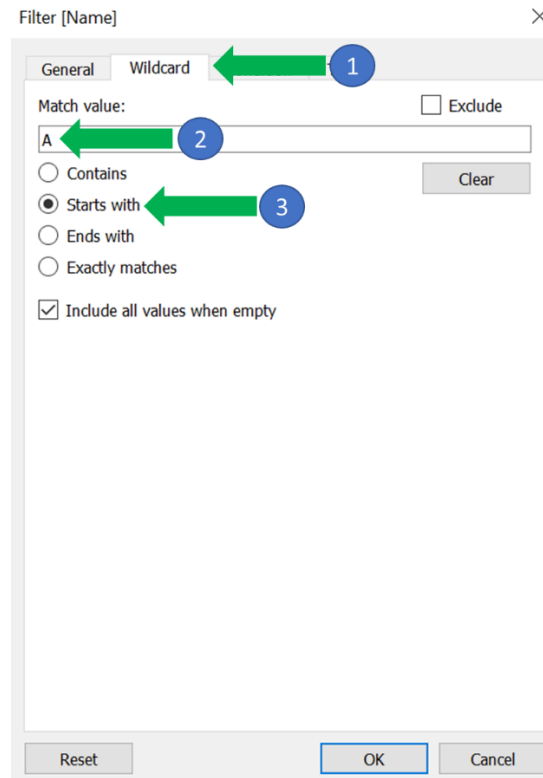 Filter [Name]
General Wildcard 1
Match value: Exclude
A 2
Contains Clear
Starts with 3
Ends with
Exactly matches
Include all values when empty
Reset OK Cancel